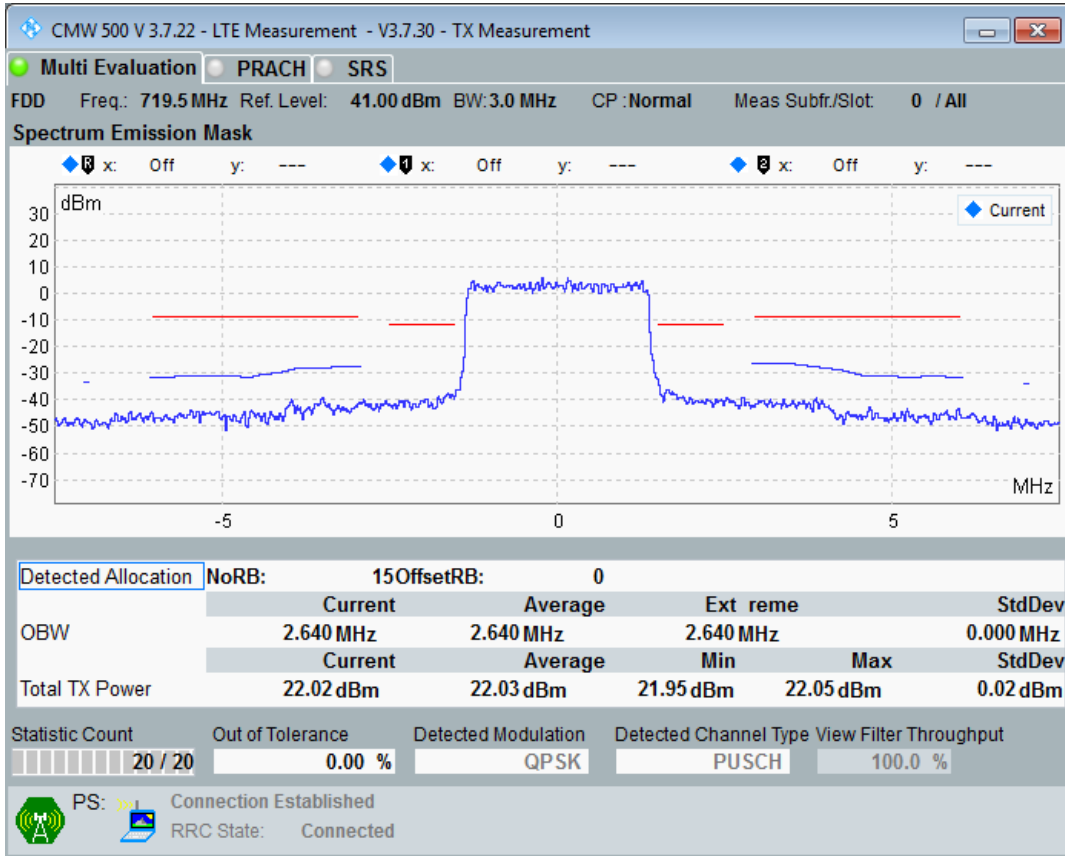 CMW 500 V 3.7.22 - LTE Measurement - V3.7.30 - TX Measurement
Multi Evaluation PRACH SRS
FDD Freq.: 719.5 MHz Ref. Level: 41.00 dBm BW: 3.0 MHz CP : Normal Meas Subfr./Slot: 0 / All
Spectrum Emission Mask
R x: Off y: --- 1 x: Off y: --- 2 x: Off y: ---
dBm
Current
30
20
10
0
-10
-20
-30
-40
-50
-60
-70
MHz
-5 0 5
Detected Allocation NoRB: 15 OffsetRB: 0
Current Average Ext reme StdDev
OBW 2.640 MHz 2.640 MHz 2.640 MHz 0.000 MHz
Current Average Min Max StdDev
Total TX Power 22.02 dBm 22.03 dBm 21.95 dBm 22.05 dBm 0.02 dBm
Statistic Count Out of Tolerance Detected Modulation Detected Channel Type View Filter Throughput
20 / 20 0.00 % QPSK PUSCH 100.0 %
PS: Connection Established
RRC State: Connected